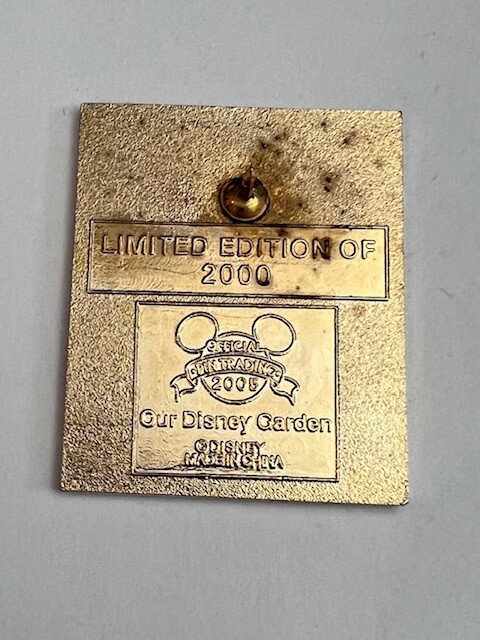 LIMITED EDITION OF
2000
OFFICIAL
PIN TRADING
2005
Our Disney Garden
©DISNEY
MADE IN CHINA